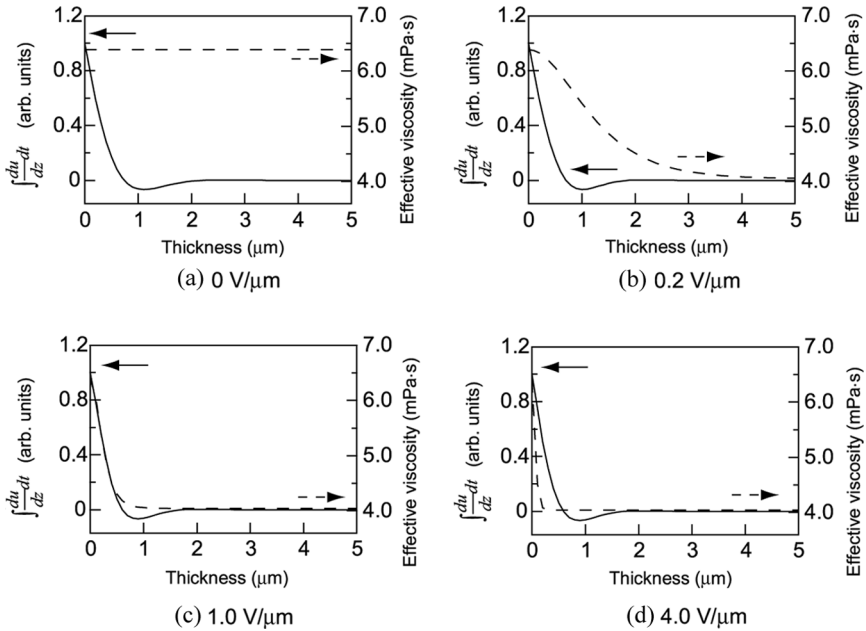 1.2 7.0
0.8 6.0
0.4 5.0
0 4.0
0 1 2 3 4 5
Thickness (μm)
∫du/dz dt (arb. units)
Effective viscosity (mPa·s)
(a) 0 V/μm
1.2 7.0
0.8 6.0
0.4 5.0
0 4.0
0 1 2 3 4 5
Thickness (μm)
∫du/dz dt (arb. units)
Effective viscosity (mPa·s)
(b) 0.2 V/μm
1.2 7.0
0.8 6.0
0.4 5.0
0 4.0
0 1 2 3 4 5
Thickness (μm)
∫du/dz dt (arb. units)
Effective viscosity (mPa·s)
(c) 1.0 V/μm
1.2 7.0
0.8 6.0
0.4 5.0
0 4.0
0 1 2 3 4 5
Thickness (μm)
∫du/dz dt (arb. units)
Effective viscosity (mPa·s)
(d) 4.0 V/μm